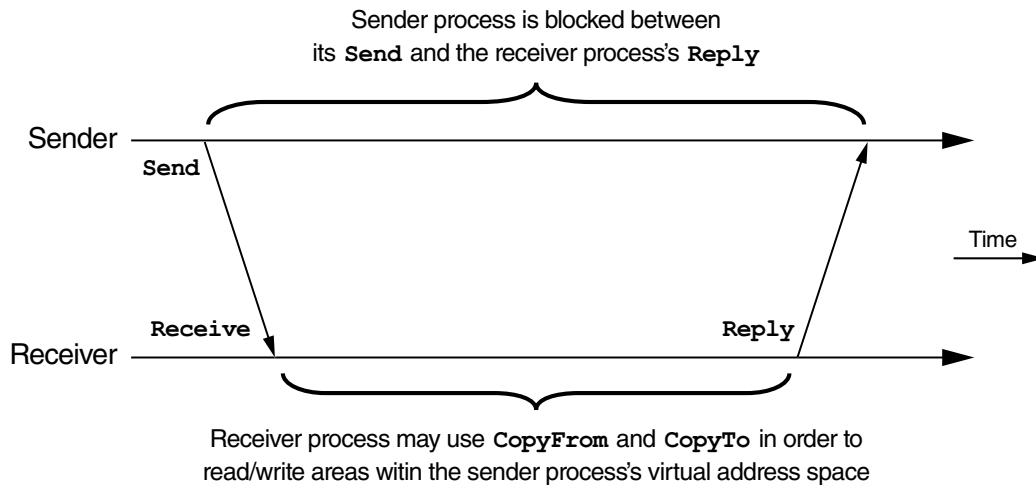 Sender process is blocked between
its Send and the receiver process's Reply
Sender
Send
Time
Receive
Reply
Receiver
Receiver process may use CopyFrom and CopyTo in order to
read/write areas witin the sender process's virtual address space